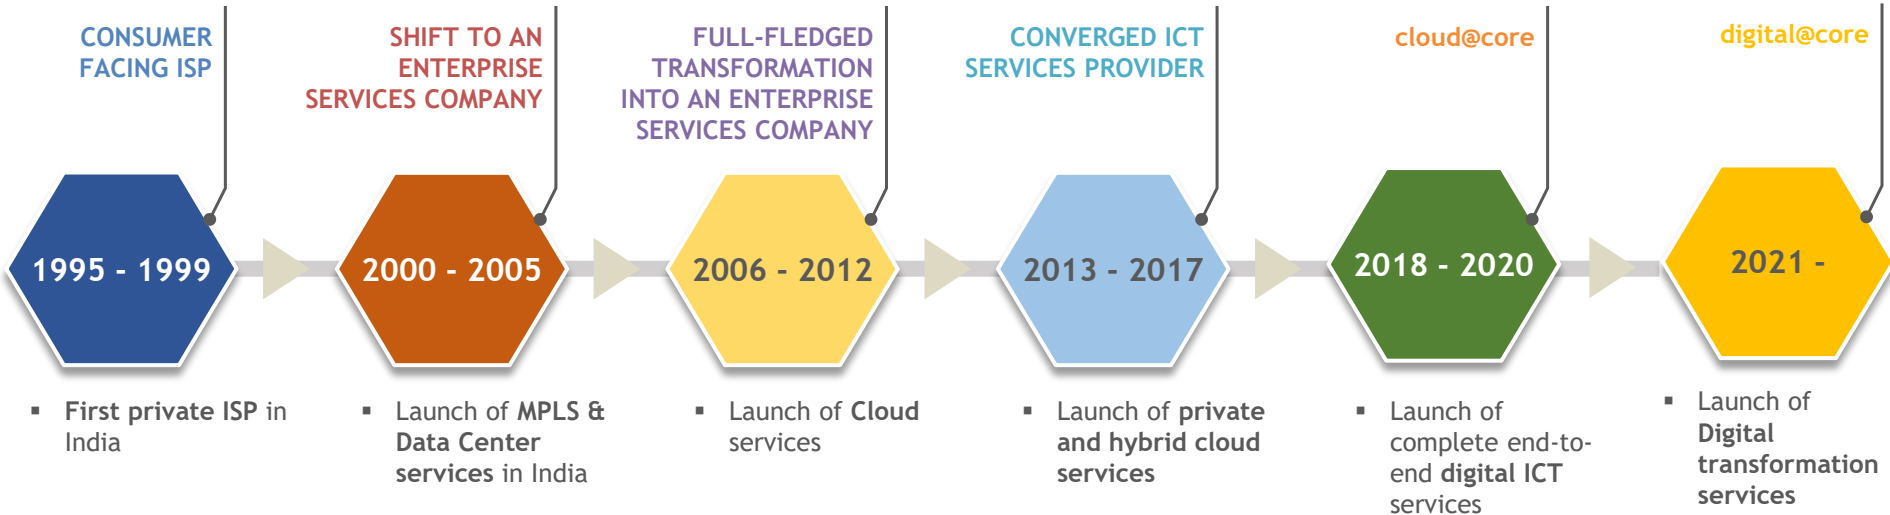 CONSUMER
FACING ISP
SHIFT TO AN
ENTERPRISE
SERVICES COMPANY
FULL-FLEDGED
TRANSFORMATION
INTO AN ENTERPRISE
SERVICES COMPANY
CONVERGED ICT
SERVICES PROVIDER
cloud@core
digital@core
1995 - 1999
2000 - 2005
2006 - 2012
2013 - 2017
2018 - 2020
2021 -
▪ First private ISP in
India
▪ Launch of MPLS &
Data Center
services in India
▪ Launch of Cloud
services
▪ Launch of private
and hybrid cloud
services
▪ Launch of
complete end-to-
end digital ICT
services
▪ Launch of
Digital
transformation
services